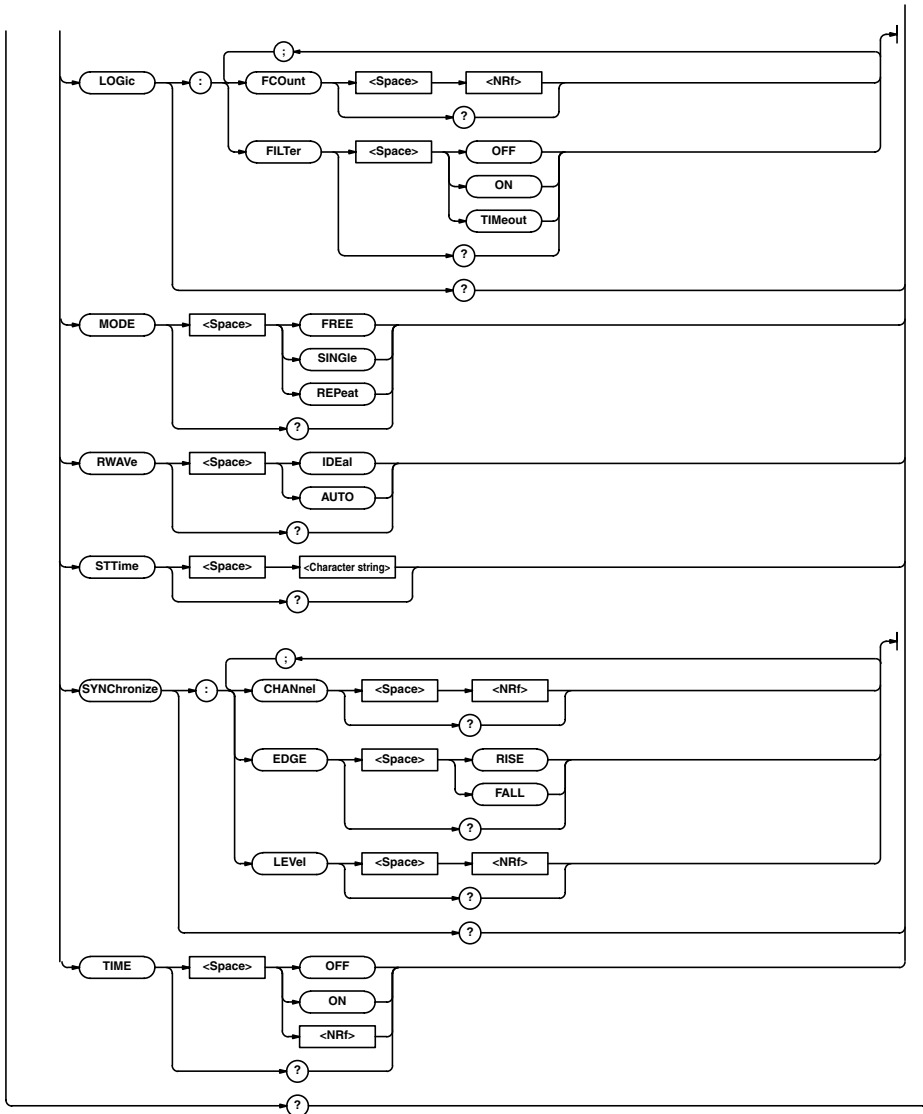 ;
LOGic : FCOunt <Space> <NRf>
?
FILTer <Space> OFF
ON
TIMeout
?
?
MODE <Space> FREE
SINGle
REPeat
?
RWAVe <Space> IDEal
AUTO
?
STTime <Space> <Character string>
?
;
SYNChronize : CHANnel <Space> <NRf>
?
EDGE <Space> RISE
FALL
?
LEVel <Space> <NRf>
?
?
TIME <Space> OFF
ON
<NRf>
?
?